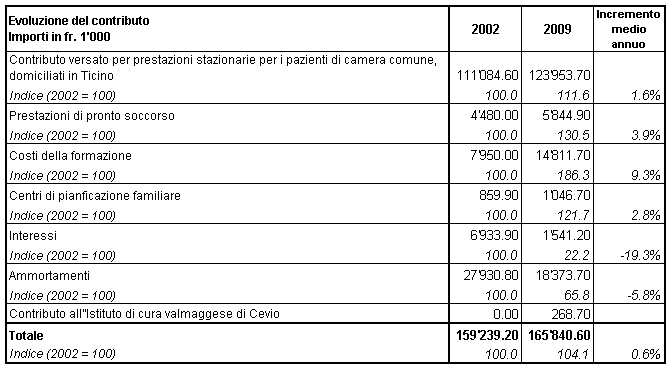 Evoluzione del contributo
Importi in fr. 1'000 2002 2009 Incremento medio annuo
Contributo versato per prestazioni stazionarie per i pazienti di camera comune,
domiciliati in Ticino 111'084.60 123'953.70
Indice (2002 = 100) 100.0 111.6 1.6%
Prestazioni di pronto soccorso 4'480.00 5'844.90
Indice (2002 = 100) 100.0 130.5 3.9%
Costi della formazione 7'950.00 14'811.70
Indice (2002 = 100) 100.0 186.3 9.3%
Centri di pianficazione familiare 859.90 1'046.70
Indice (2002 = 100) 100.0 121.7 2.8%
Interessi 6'933.90 1'541.20
Indice (2002 = 100) 100.0 22.2 -19.3%
Ammortamenti 27'930.80 18'373.70
Indice (2002 = 100) 100.0 65.8 -5.8%
Contributo all"Istituto di cura valmaggese di Cevio 0.00 268.70
Totale 159'239.20 165'840.60
Indice (2002 = 100) 100.0 104.1 0.6%